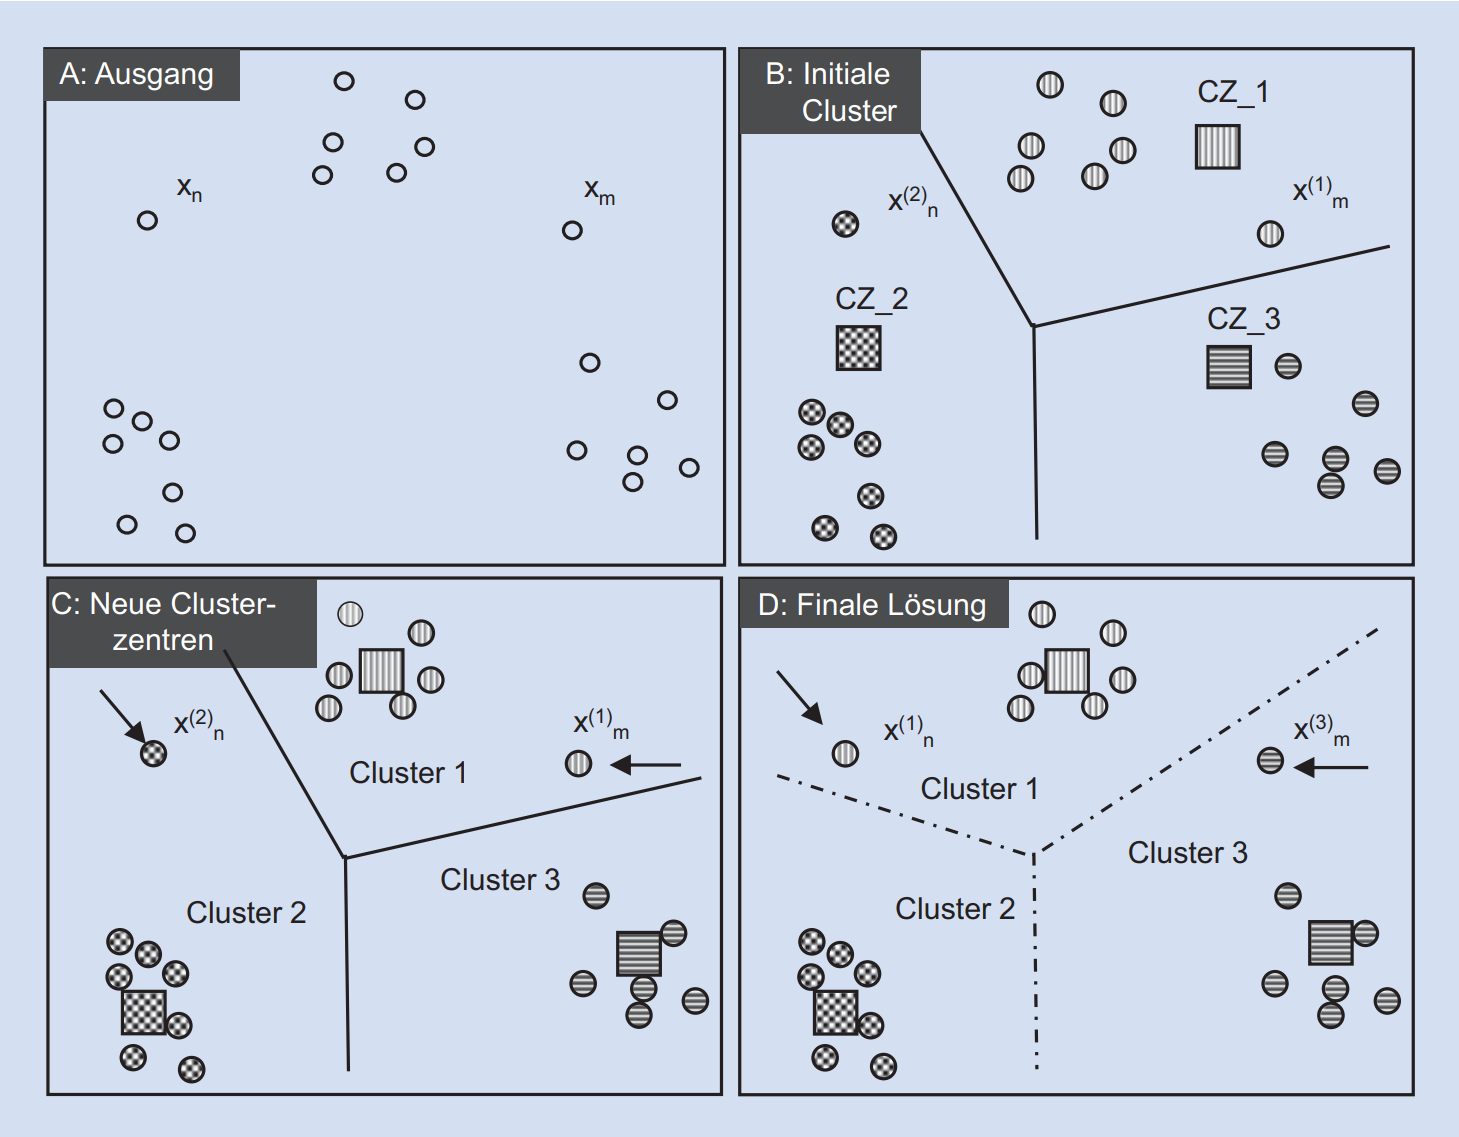 A: Ausgang
xn
xm
B: Initiale
Cluster
CZ_1
x(2)n
x(1)m
CZ_2
CZ_3
C: Neue Cluster-
zentren
x(2)n
x(1)m
Cluster 1
Cluster 3
Cluster 2
D: Finale Lösung
x(1)n
x(3)m
Cluster 1
Cluster 3
Cluster 2